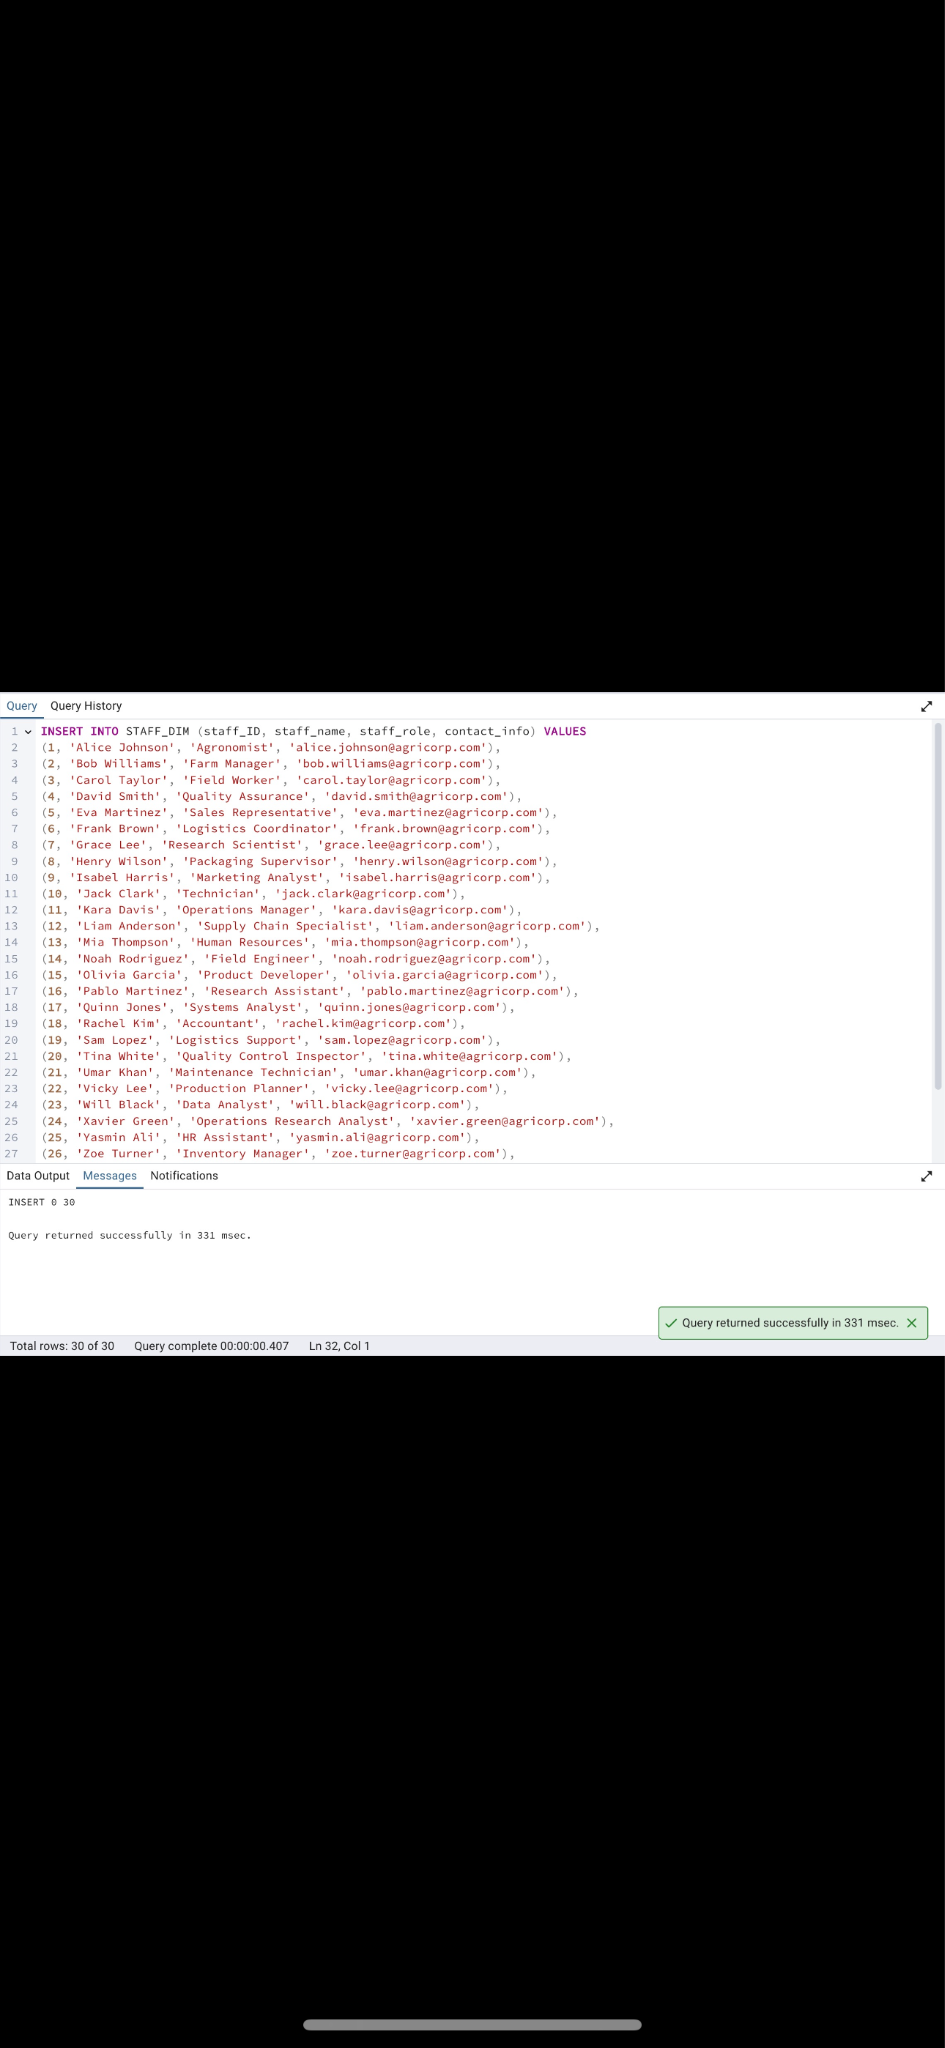 Query Query History
1 INSERT INTO STAFF_DIM (staff_ID, staff_name, staff_role, contact_info) VALUES
2 (1, 'Alice Johnson', 'Agronomist', 'alice.johnson@agricorp.com'),
3 (2, 'Bob Williams', 'Farm Manager', 'bob.williams@agricorp.com'),
4 (3, 'Carol Taylor', 'Field Worker', 'carol.taylor@agricorp.com'),
5 (4, 'David Smith', 'Quality Assurance', 'david.smith@agricorp.com'),
6 (5, 'Eva Martinez', 'Sales Representative', 'eva.martinez@agricorp.com'),
7 (6, 'Frank Brown', 'Logistics Coordinator', 'frank.brown@agricorp.com'),
8 (7, 'Grace Lee', 'Research Scientist', 'grace.lee@agricorp.com'),
9 (8, 'Henry Wilson', 'Packaging Supervisor', 'henry.wilson@agricorp.com'),
10 (9, 'Isabel Harris', 'Marketing Analyst', 'isabel.harris@agricorp.com'),
11 (10, 'Jack Clark', 'Technician', 'jack.clark@agricorp.com'),
12 (11, 'Kara Davis', 'Operations Manager', 'kara.davis@agricorp.com'),
13 (12, 'Liam Anderson', 'Supply Chain Specialist', 'liam.anderson@agricorp.com'),
14 (13, 'Mia Thompson', 'Human Resources', 'mia.thompson@agricorp.com'),
15 (14, 'Noah Rodriguez', 'Field Engineer', 'noah.rodriguez@agricorp.com'),
16 (15, 'Olivia Garcia', 'Product Developer', 'olivia.garcia@agricorp.com'),
17 (16, 'Pablo Martinez', 'Research Assistant', 'pablo.martinez@agricorp.com'),
18 (17, 'Quinn Jones', 'Systems Analyst', 'quinn.jones@agricorp.com'),
19 (18, 'Rachel Kim', 'Accountant', 'rachel.kim@agricorp.com'),
20 (19, 'Sam Lopez', 'Logistics Support', 'sam.lopez@agricorp.com'),
21 (20, 'Tina White', 'Quality Control Inspector', 'tina.white@agricorp.com'),
22 (21, 'Umar Khan', 'Maintenance Technician', 'umar.khan@agricorp.com'),
23 (22, 'Vicky Lee', 'Production Planner', 'vicky.lee@agricorp.com'),
24 (23, 'Will Black', 'Data Analyst', 'will.black@agricorp.com'),
25 (24, 'Xavier Green', 'Operations Research Analyst', 'xavier.green@agricorp.com'),
26 (25, 'Yasmin Ali', 'HR Assistant', 'yasmin.ali@agricorp.com'),
27 (26, 'Zoe Turner', 'Inventory Manager', 'zoe.turner@agricorp.com'),
Data Output Messages Notifications
INSERT 0 30
Query returned successfully in 331 msec.
Query returned successfully in 331 msec.
Total rows: 30 of 30 Query complete 00:00:00.407 Ln 32, Col 1